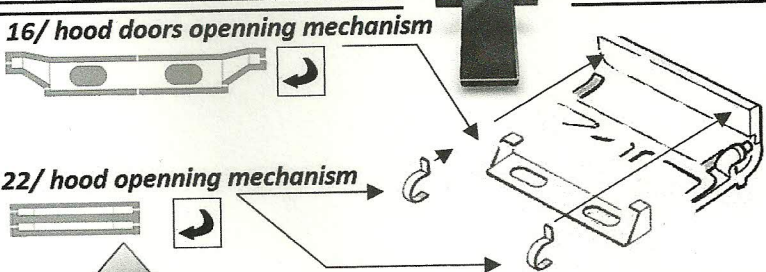 16/ hood doors openning mechanism
22/ hood openning mechanism